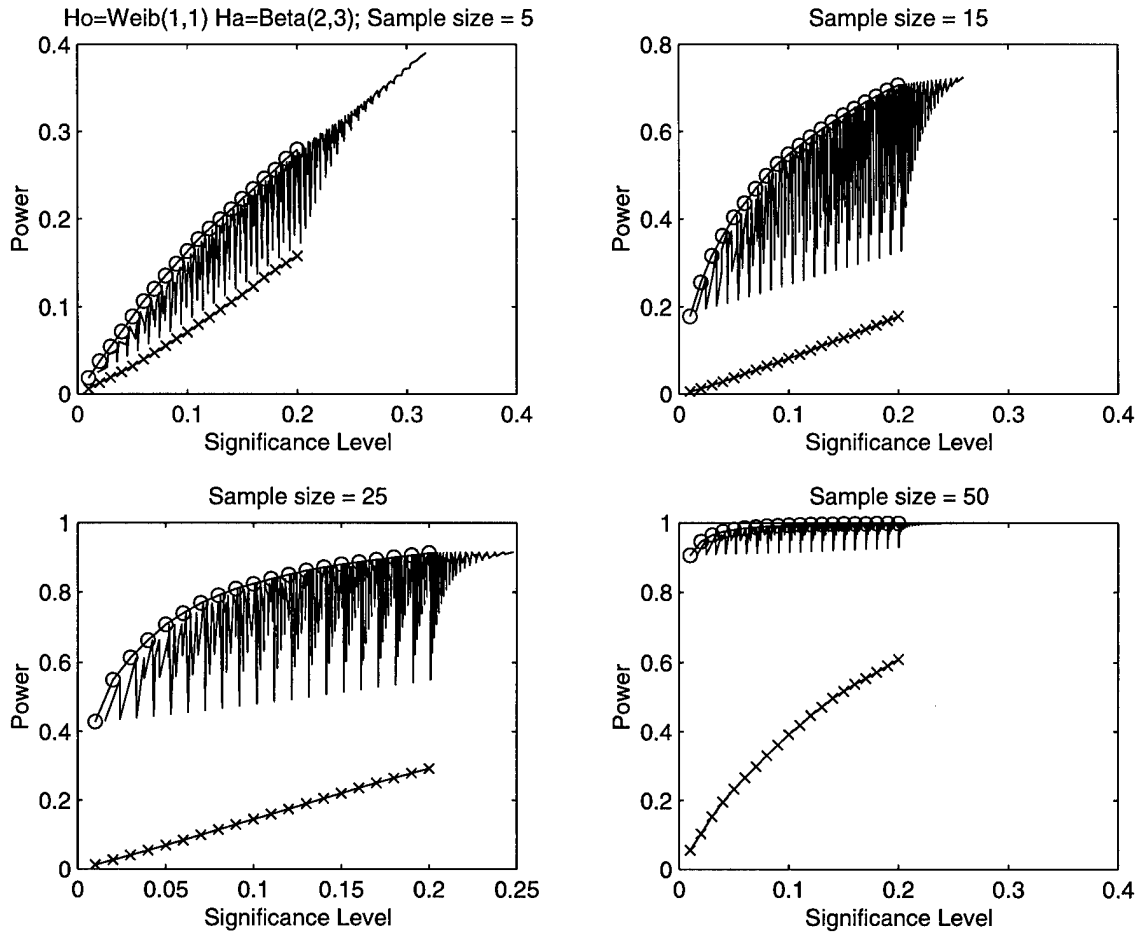 Ho=Weib(1,1) Ha=Beta(2,3); Sample size = 5
0.4
0.3
0.2
0.1
0
Power
0 0.1 0.2 0.3 0.4
Significance Level
Sample size = 15
0.8
0.6
0.4
0.2
0
Power
0 0.1 0.2 0.3 0.4
Significance Level
Sample size = 25
1
0.8
0.6
0.4
0.2
0
Power
0 0.05 0.1 0.15 0.2 0.25
Significance Level
Sample size = 50
1
0.8
0.6
0.4
0.2
0
Power
0 0.1 0.2 0.3 0.4
Significance Level